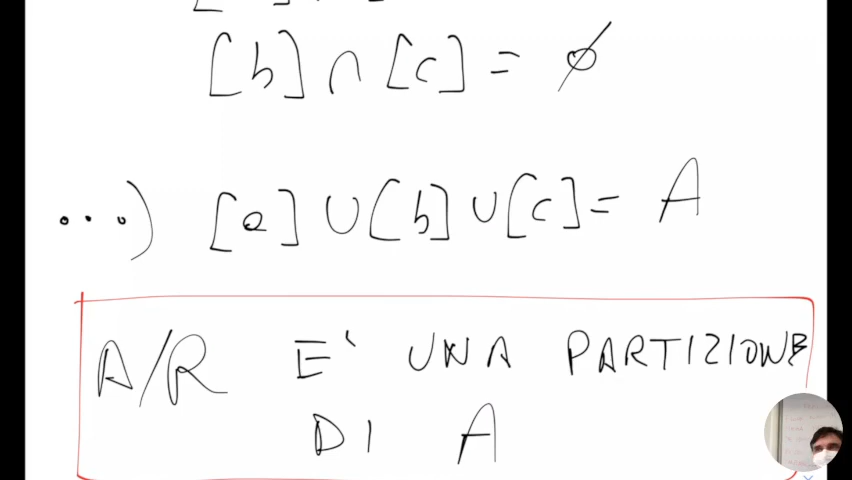 [b] ∩ [c] = ∅
•••) [a] ∪ [b] ∪ [c] = A
A/R E' UNA PARTIZIONE
DI A